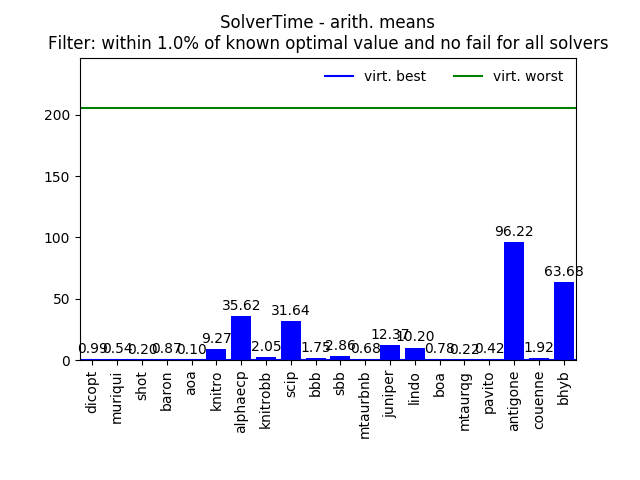 SolverTime - arith. means
Filter: within 1.0% of known optimal value and no fail for all solvers
virt. best
virt. worst
200
150
100
50
0
0.99
0.54
0.20
0.87
0.10
9.27
35.62
2.05
31.64
1.75
2.86
0.68
12.37
10.20
0.78
0.22
0.42
96.22
1.92
63.68
dicopt
muriqui
shot
baron
aoa
knitro
alphaecp
knitrobb
scip
bbb
sbb
mtaurbnb
juniper
lindo
boa
mtaurqg
pavito
antigone
couenne
bhyb